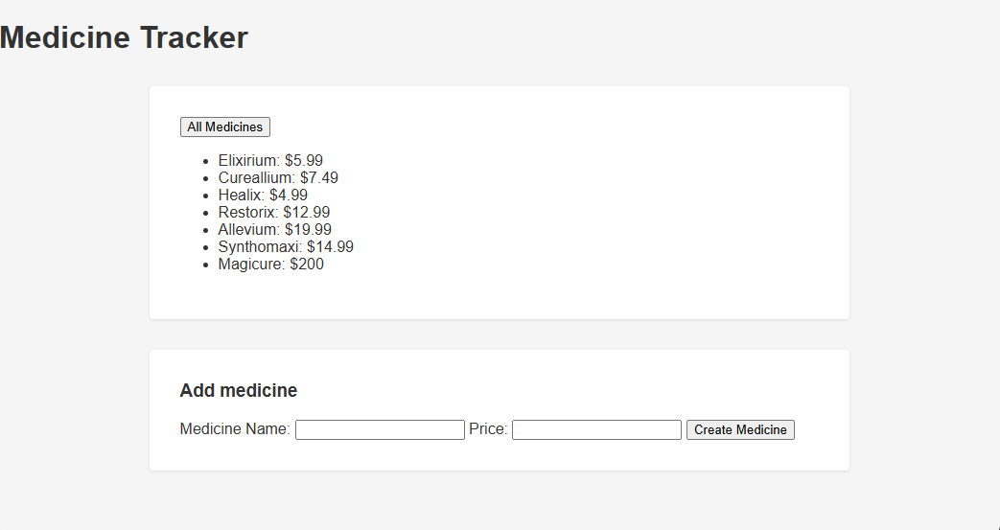 Medicine Tracker
All Medicines
Elixirium: $5.99
Cureallium: $7.49
Healix: $4.99
Restorix: $12.99
Allevium: $19.99
Synthomaxi: $14.99
Magicure: $200
Add medicine
Medicine Name: Price: Create Medicine